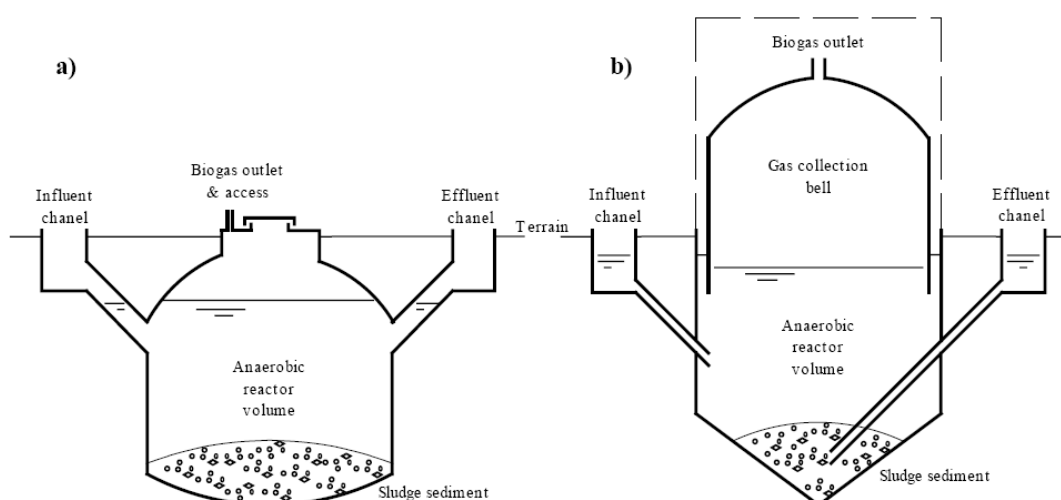 a)
Biogas outlet
& access
Influent
chanel
Effluent
chanel
Anaerobic
reactor
volume
Sludge sediment
Terrain
b)
Biogas outlet
Gas collection
bell
Influent
chanel
Effluent
chanel
Anaerobic
reactor
volume
Sludge sediment